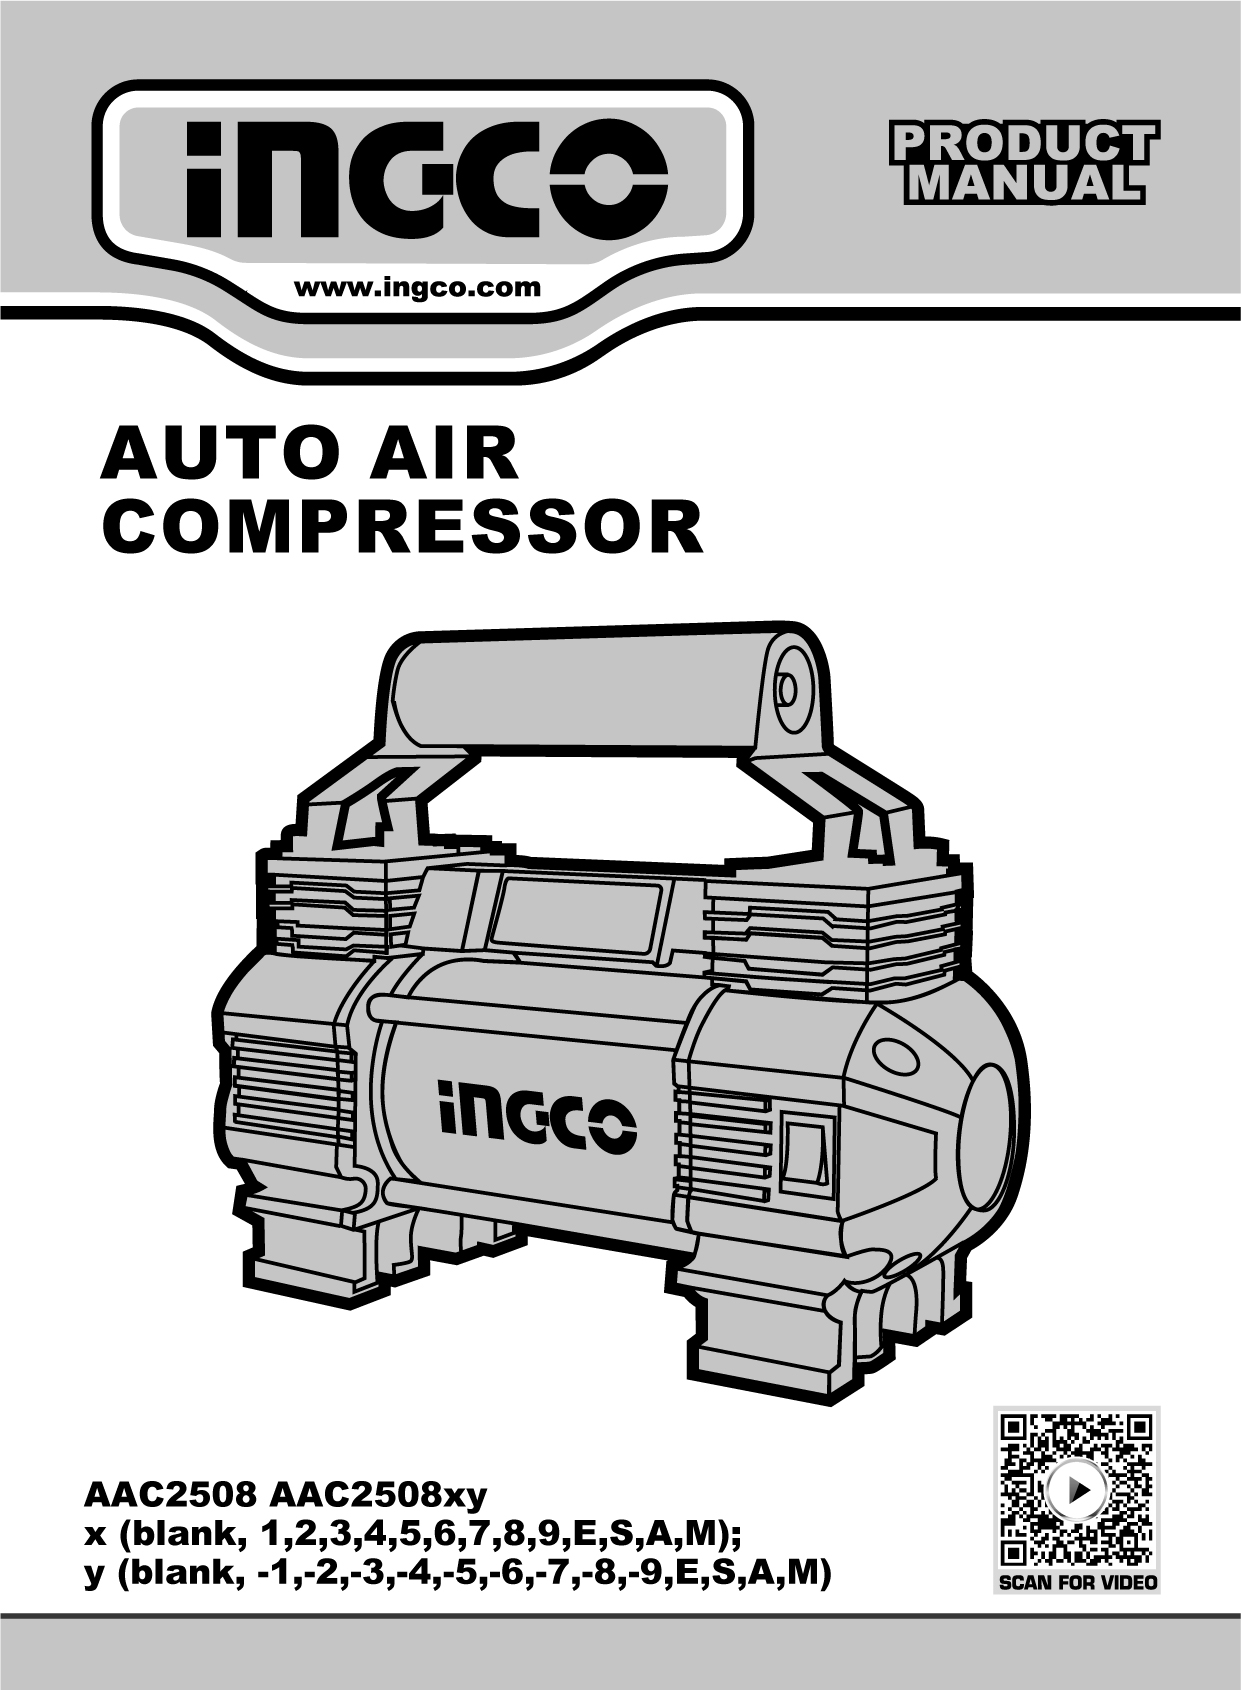 INGCO
www.ingco.com
PRODUCT
MANUAL
AUTO AIR
COMPRESSOR
INGCO
AAC2508 AAC2508xy
x (blank, 1,2,3,4,5,6,7,8,9,E,S,A,M);
y (blank, -1,-2,-3,-4,-5,-6,-7,-8,-9,E,S,A,M)
SCAN FOR VIDEO